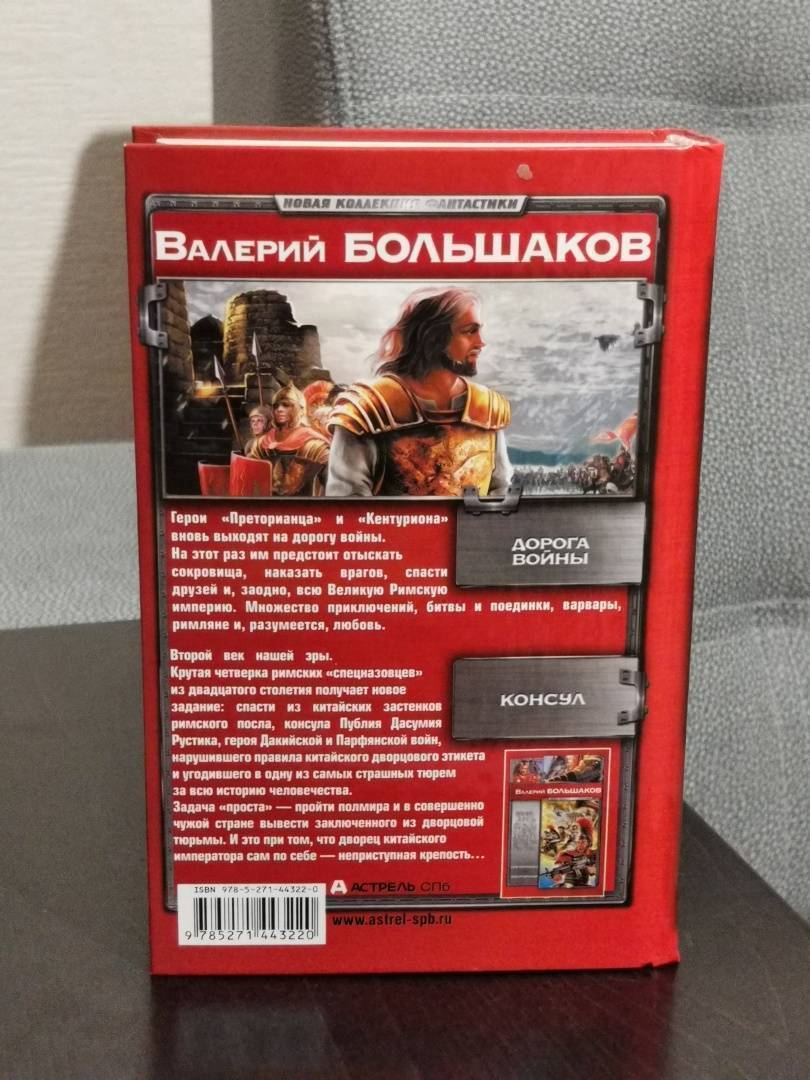 НОВАЯ КОЛЛЕКЦИЯ ФАНТАСТИКИ
ВАЛЕРИЙ БОЛЬШАКОВ
Герои «Преторианца» и «Кентуриона»
вновь выходят на дорогу войны.
На этот раз им предстоит отыскать
сокровища, наказать врагов, спасти
друзей и, заодно, всю Великую Римскую
империю. Множество приключений, битвы и поединки, варвары,
римляне и, разумеется, любовь.
ДОРОГА
ВОЙНЫ
Второй век нашей эры.
Крутая четверка римских «спецназовцев»
из двадцатого столетия получает новое
задание: спасти из китайских застенков
римского посла, консула Публия Дасумия
Рустика, героя Дакийской и Парфянской войн,
нарушившего правила китайского дворцового этикета
и угодившего в одну из самых страшных тюрем
за всю историю человечества.
Задача «проста» — пройти полмира и в совершенно
чужой стране вывести заключенного из дворцовой
тюрьмы. И это при том, что дворец китайского
императора сам по себе — неприступная крепость...
КОНСУЛ
ВАЛЕРИЙ БОЛЬШАКОВ
ISBN 978-5-271-44322-0
9 785271 443220
АСТРЕЛЬ СПб
www.astrel-spb.ru